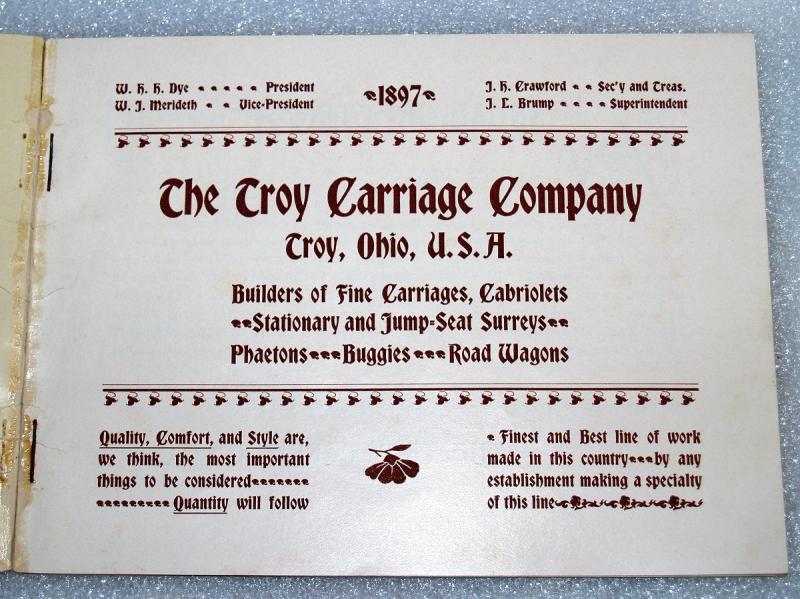 W. H. H. Dye President
W. J. Merideth Vice-President
1897
J. H. Crawford Sec'y and Treas.
J. E. Brump Superintendent
The Troy Carriage Company
Troy, Ohio, U.S.A.
Builders of Fine Carriages, Cabriolets
Stationary and Jump-Seat Surreys
Phaetons Buggies Road Wagons
Quality, Comfort, and Style are,
we think, the most important
things to be considered
Quantity will follow
Finest and Best line of work
made in this country by any
establishment making a specialty
of this line